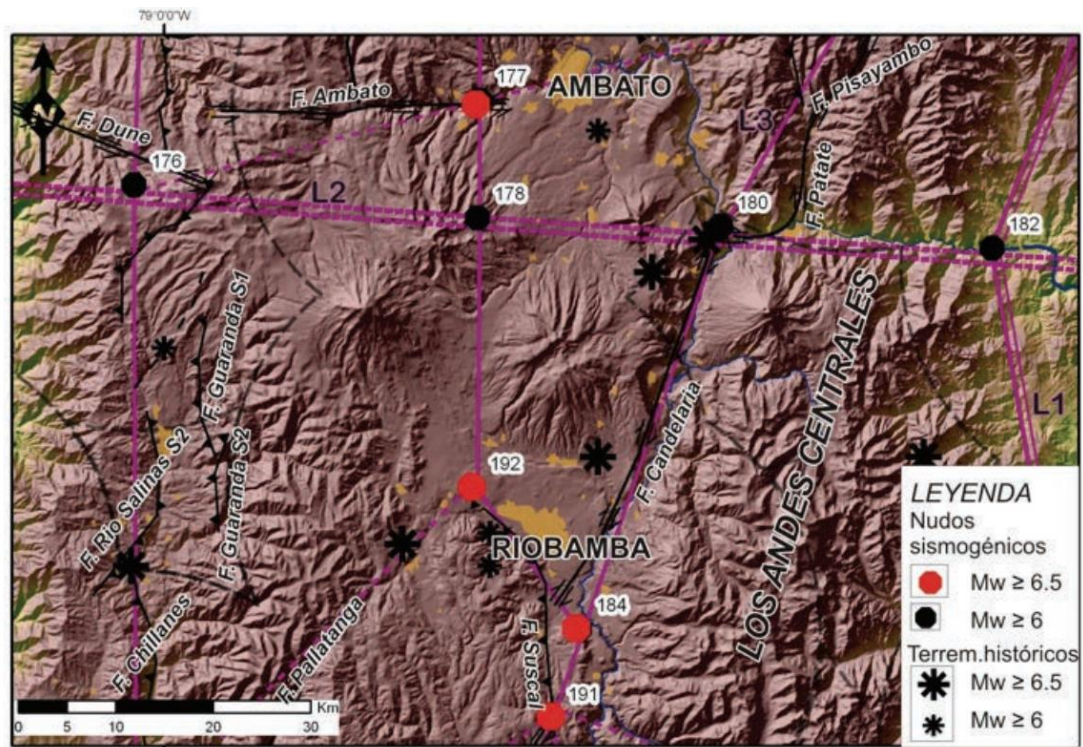 79°0'0"W
177
AMBATO
F. Ambato
F. Pisayambo
F. Dune
L3
176
L2
178
180
F. Patate
182
F. Guaranda S1
LOS ANDES CENTRALES
L1
F. Candelaria
192
F. Rio Salinas S2
F. Guaranda S2
RIOBAMBA
184
F. Chillanes
F. Pallatanga
F. Suscal
191
LEYENDA
Nudos
sismogénicos
Mw ≥ 6.5
Mw ≥ 6
Terrem.históricos
Mw ≥ 6.5
Mw ≥ 6
Km
0 5 10 20 30